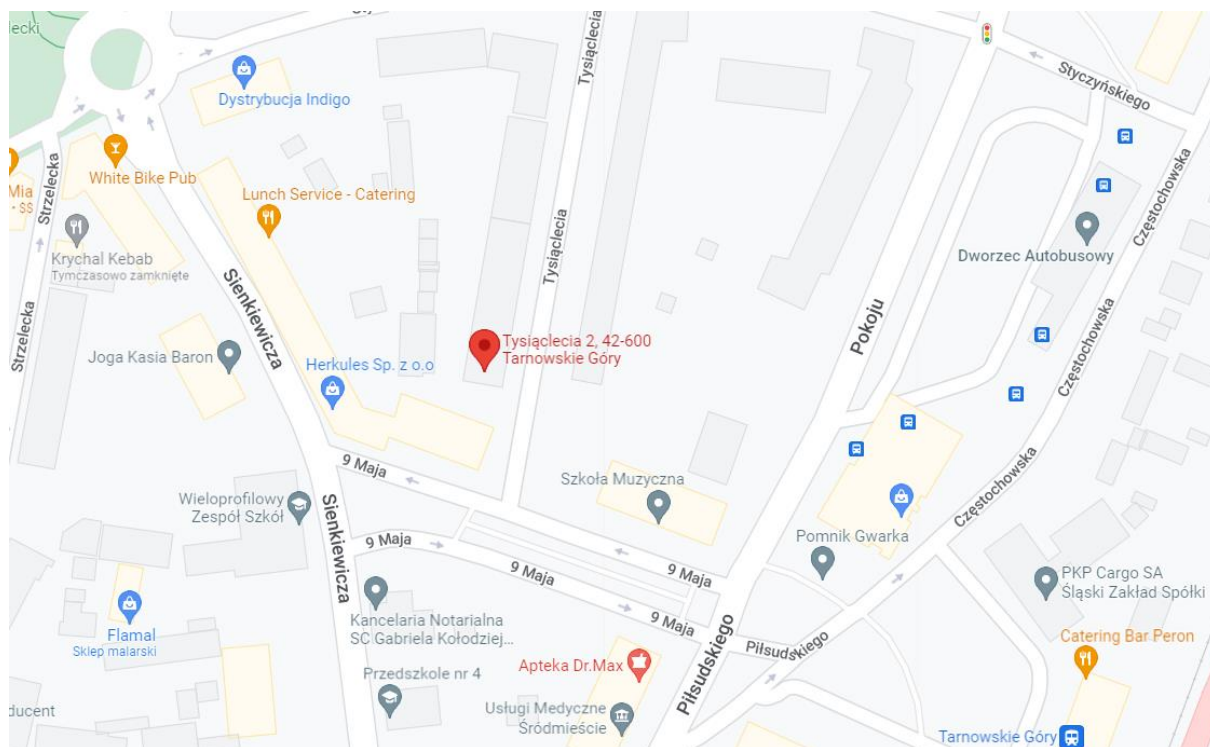 lecki
Tysiąclecia
Tysiąclecia
Styczyńskiego
Dystrybucja Indigo
White Bike Pub
Mia
• $$
Strzelecka
Lunch Service - Catering
Krychal Kebab
Tymczasowo zamknięte
Sienkiewicza
Tysiąclecia
Dworzec Autobusowy
Częstochowska
Strzelecka
Joga Kasia Baron
Herkules Sp. z o.o
Tysiąclecia 2, 42-600
Tarnowskie Góry
Pokoju
Częstochowska
9 Maja
Szkoła Muzyczna
Wieloprofilowy
Zespół Szkół
Sienkiewicza
Częstochowska
9 Maja
9 Maja
9 Maja
9 Maja
Pomnik Gwarka
PKP Cargo SA
Śląski Zakład Spółki
Kancelaria Notarialna
SC Gabriela Kołodziej...
Flamal
Sklep malarski
Piłsudskiego
Piłsudskiego
Catering Bar Peron
Apteka Dr.Max
Przedszkole nr 4
Usługi Medyczne
Śródmieście
ducent
Tarnowskie Góry